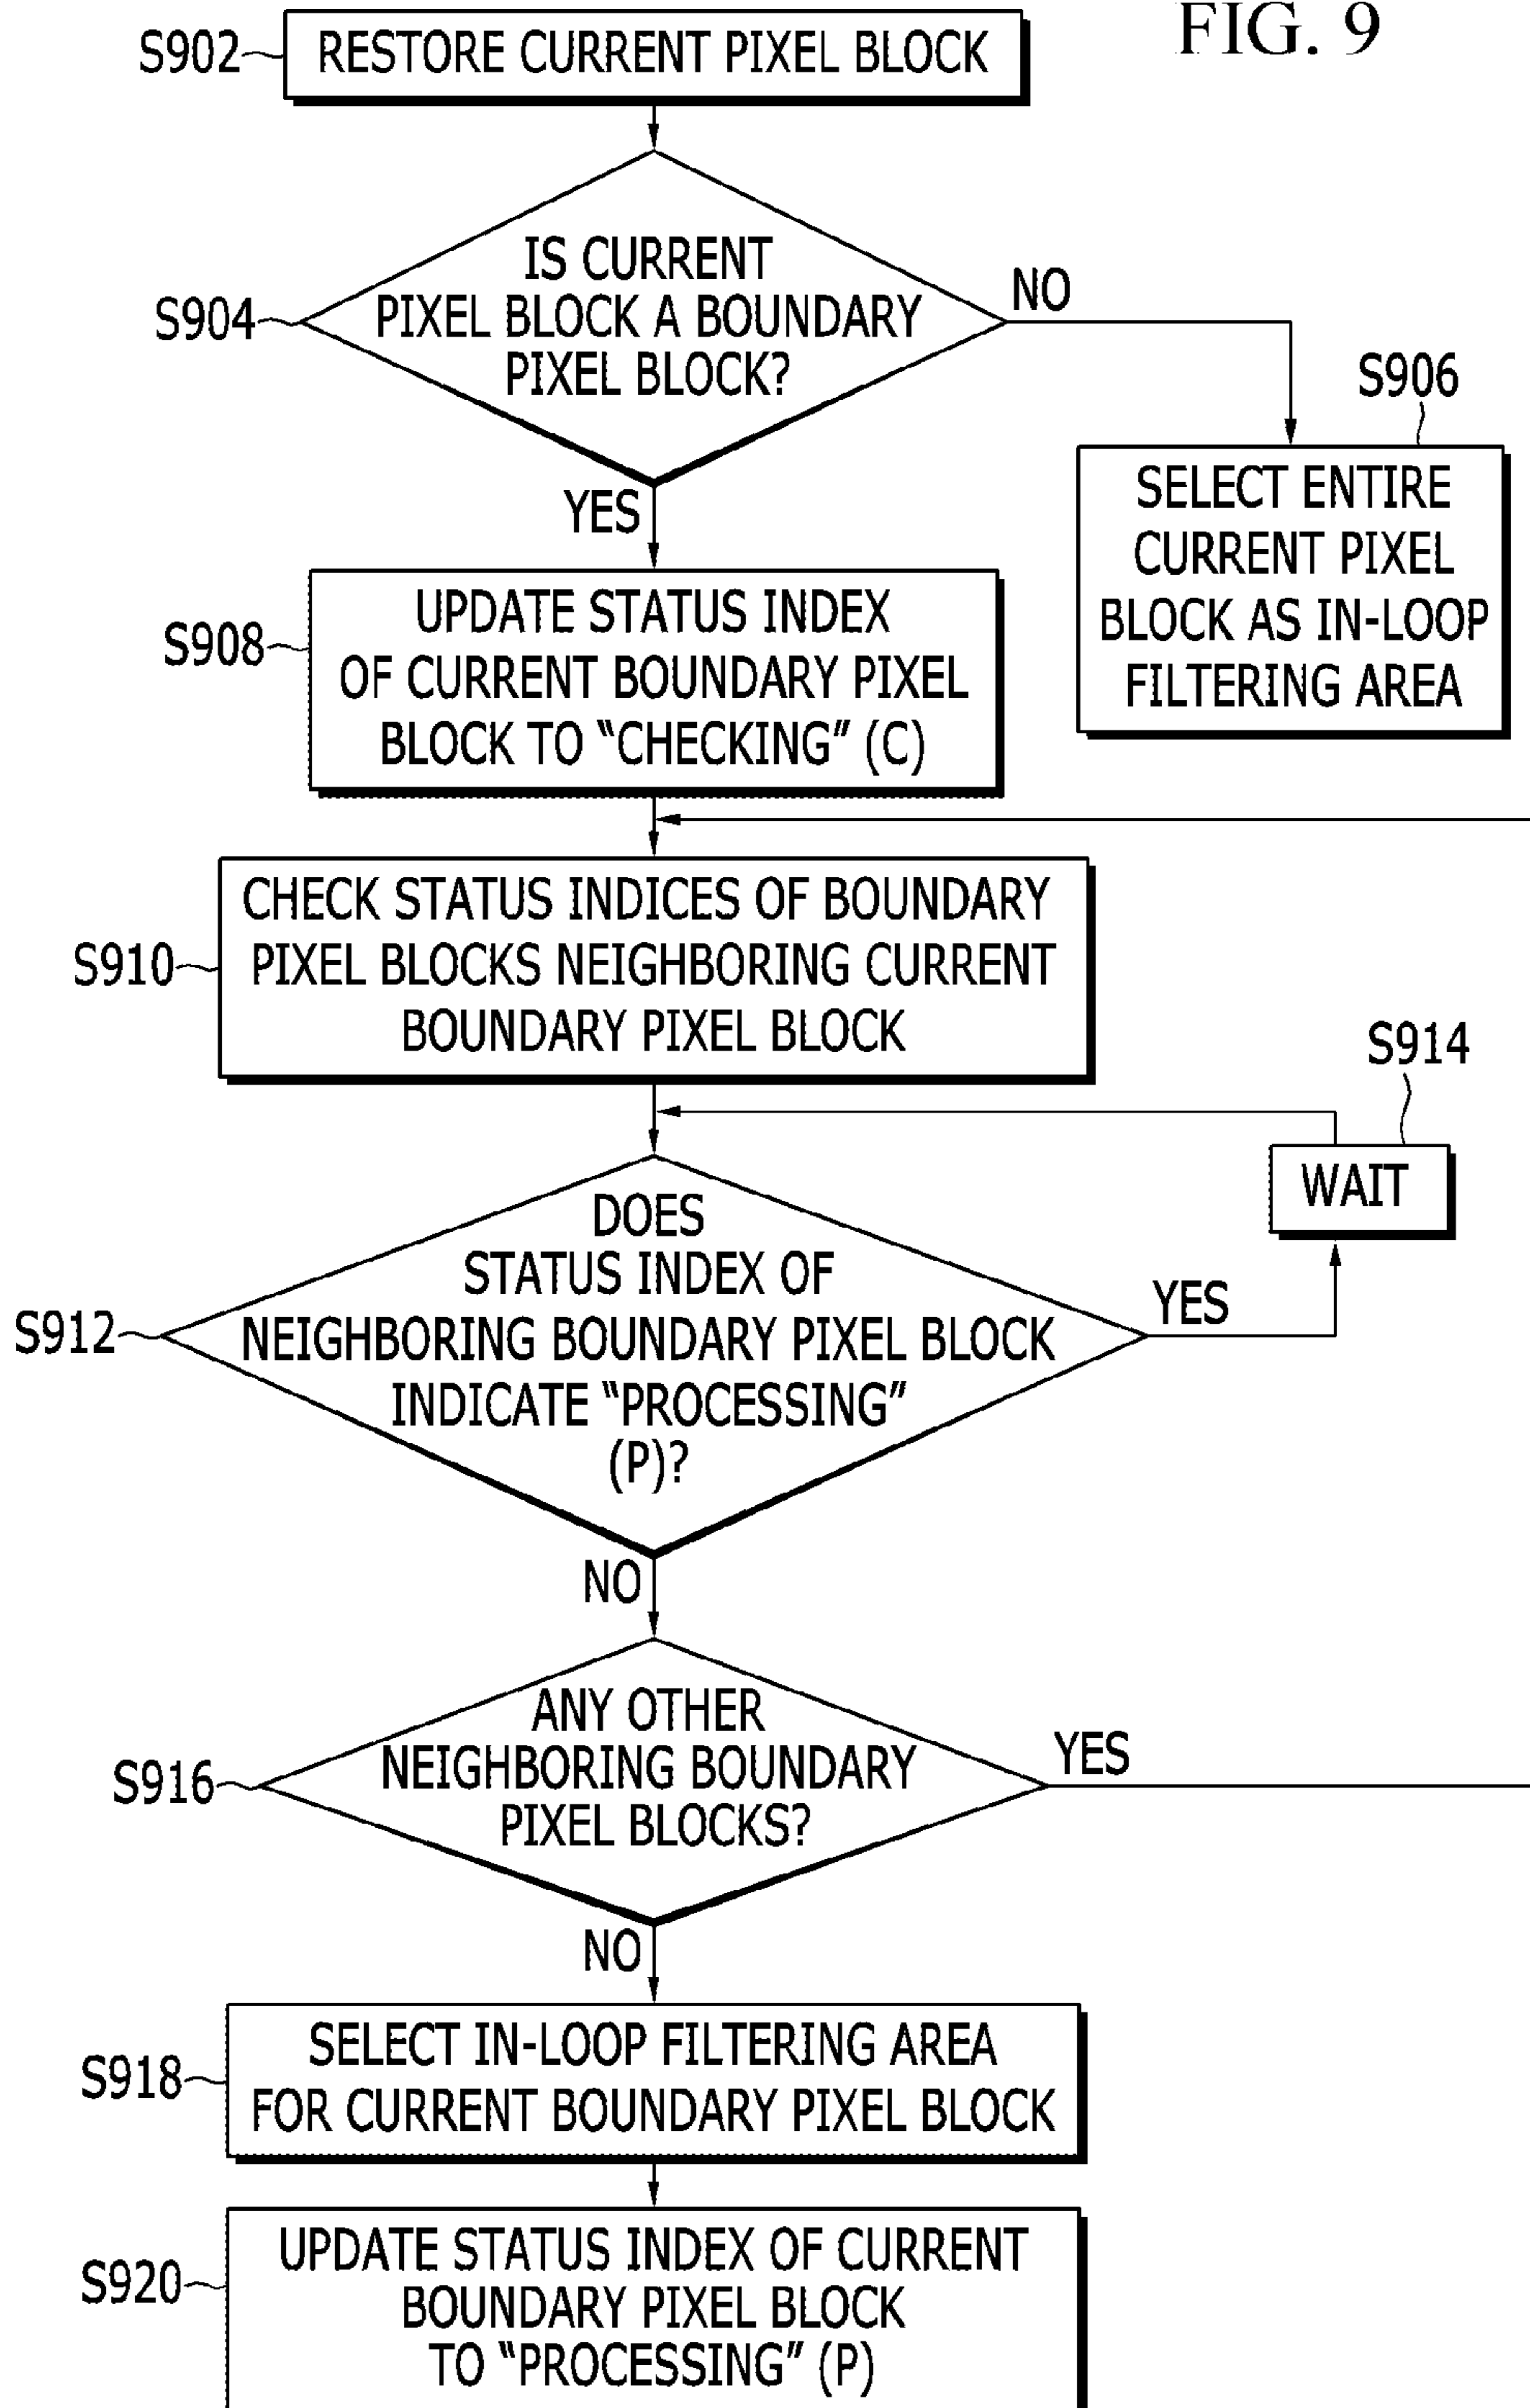 FIG. 9
S902
RESTORE CURRENT PIXEL BLOCK
S904
IS CURRENT
PIXEL BLOCK A BOUNDARY
PIXEL BLOCK?
NO
YES
S906
SELECT ENTIRE
CURRENT PIXEL
BLOCK AS IN-LOOP
FILTERING AREA
S908
UPDATE STATUS INDEX
OF CURRENT BOUNDARY PIXEL
BLOCK TO “CHECKING” (C)
S910
CHECK STATUS INDICES OF BOUNDARY
PIXEL BLOCKS NEIGHBORING CURRENT
BOUNDARY PIXEL BLOCK
S914
WAIT
S912
DOES
STATUS INDEX OF
NEIGHBORING BOUNDARY PIXEL BLOCK
INDICATE “PROCESSING”
(P)?
YES
NO
S916
ANY OTHER
NEIGHBORING BOUNDARY
PIXEL BLOCKS?
YES
NO
S918
SELECT IN-LOOP FILTERING AREA
FOR CURRENT BOUNDARY PIXEL BLOCK
S920
UPDATE STATUS INDEX OF CURRENT
BOUNDARY PIXEL BLOCK
TO “PROCESSING” (P)